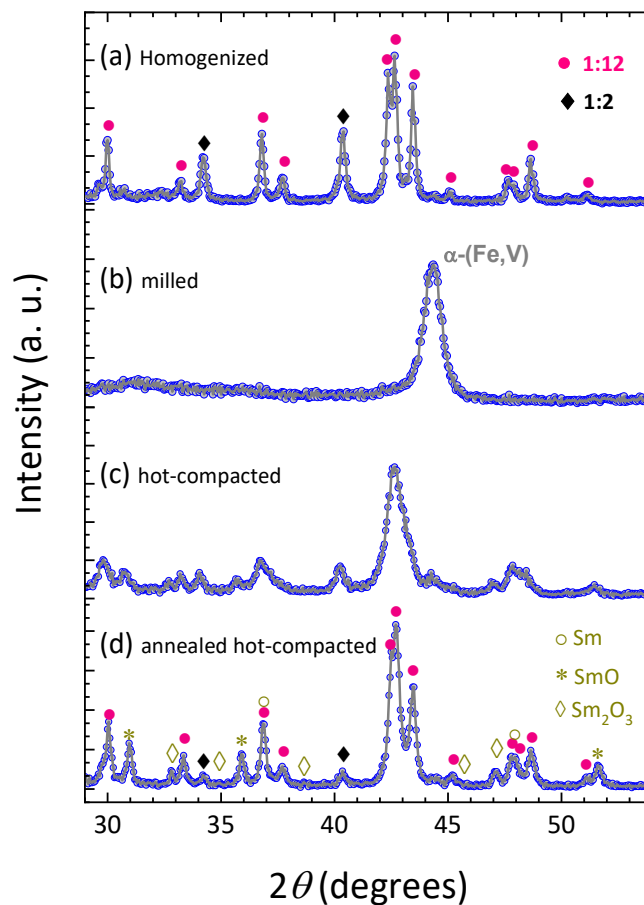 (a) Homogenized
1:12
1:2
(b) milled
α-(Fe,V)
(c) hot-compacted
(d) annealed hot-compacted
Sm
SmO
Sm₂O₃
Intensity (a. u.)
30 35 40 45 50
2θ (degrees)